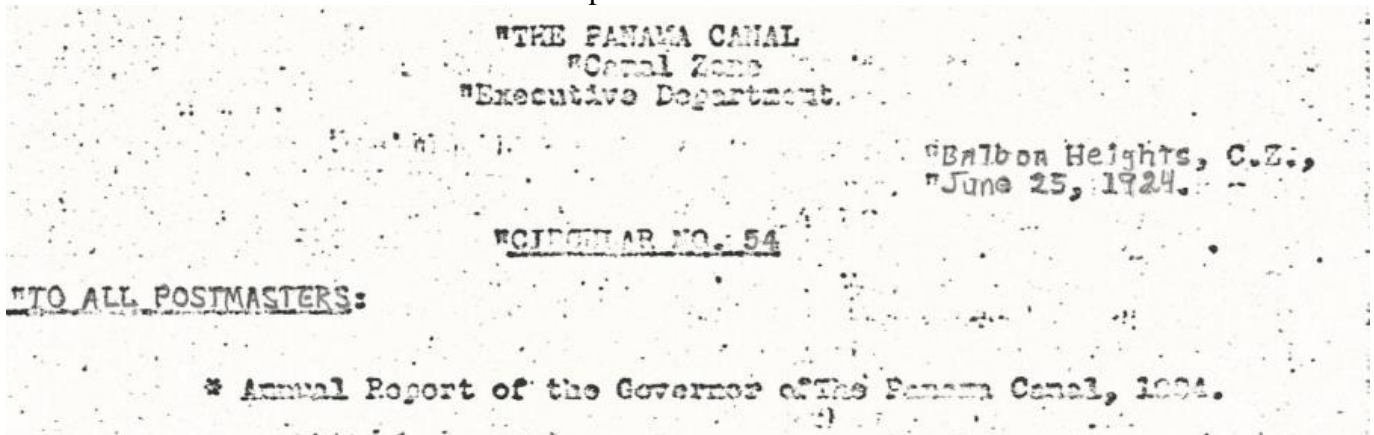 "THE PANAMA CANAL
"Canal Zone
"Executive Department
"Balboa Heights, C.Z.,
"June 25, 1924.
"CIRCULAR NO. 54
"TO ALL POSTMASTERS:
* Annual Report of the Governor of The Panama Canal, 1924.